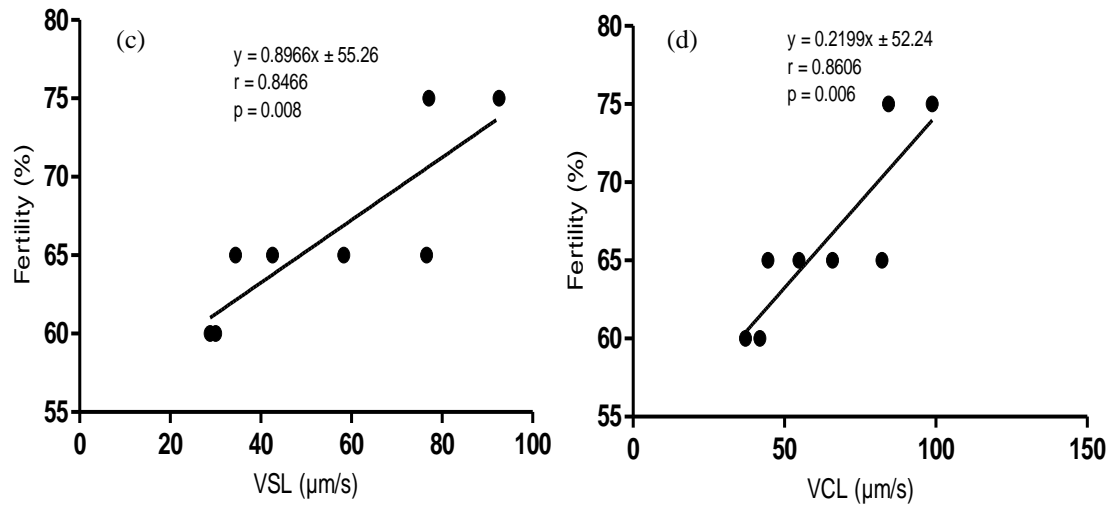 (c)
y = 0.8966x ± 55.26
r = 0.8466
p = 0.008
Fertility (%)
80
75
70
65
60
55
0 20 40 60 80 100
VSL (µm/s)
(d)
y = 0.2199x ± 52.24
r = 0.8606
p = 0.006
Fertility (%)
80
75
70
65
60
55
0 50 100 150
VCL (µm/s)